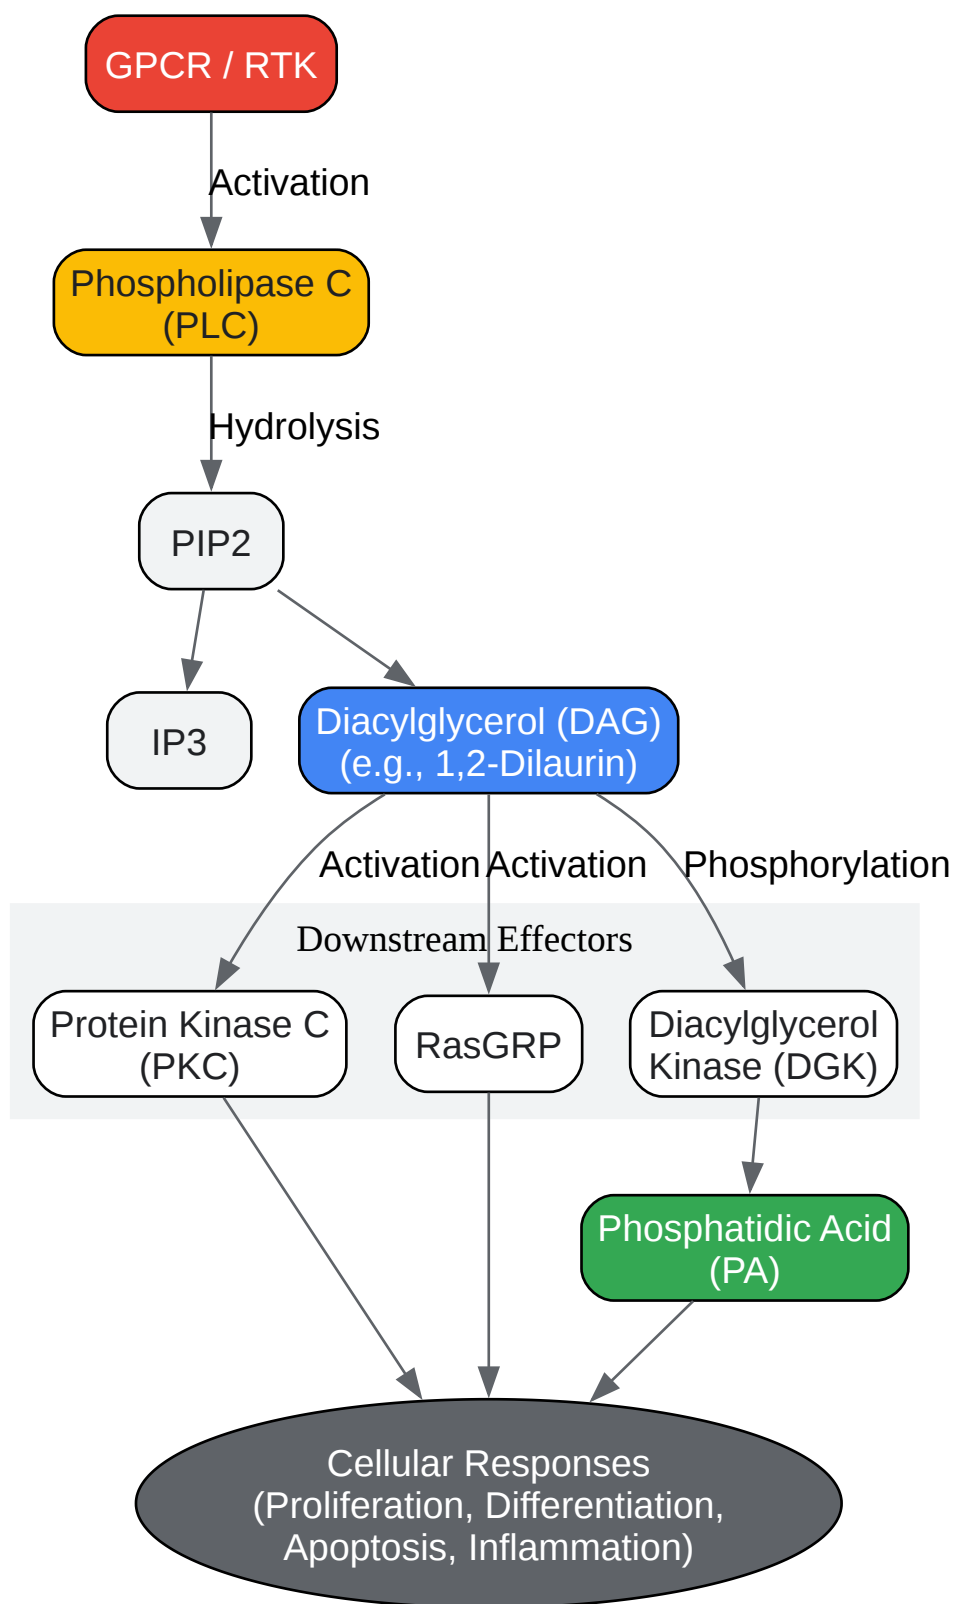 GPCR / RTK
Activation
Phospholipase C
(PLC)
Hydrolysis
PIP2
IP3
Diacylglycerol (DAG)
(e.g., 1,2-Dilaurin)
Activation
Activation
Phosphorylation
Downstream Effectors
Protein Kinase C
(PKC)
RasGRP
Diacylglycerol
Kinase (DGK)
Phosphatidic Acid
(PA)
Cellular Responses
(Proliferation, Differentiation,
Apoptosis, Inflammation)